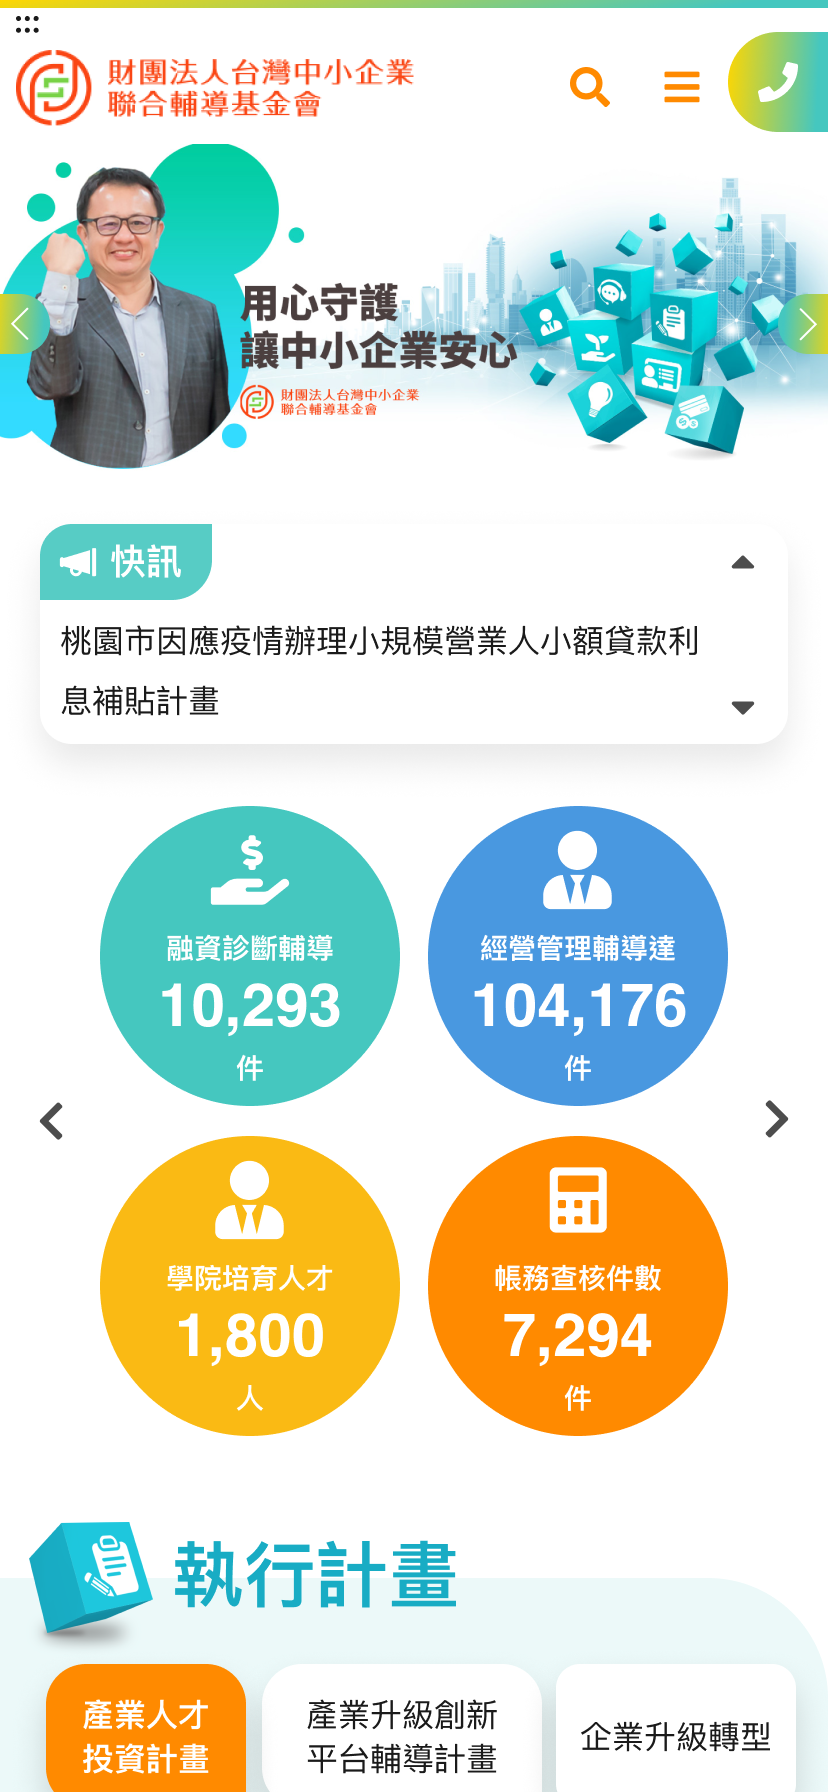 財團法人台灣中小企業
聯合輔導基金會
用心守護
讓中小企業安心
財團法人台灣中小企業
聯合輔導基金會
快訊
桃園市因應疫情辦理小規模營業人小額貸款利
息補貼計畫
融資診斷輔導
10,293
件
經營管理輔導達
104,176
件
學院培育人才
1,800
人
帳務查核件數
7,294
件
執行計畫
產業人才
投資計畫
產業升級創新
平台輔導計畫
企業升級轉型